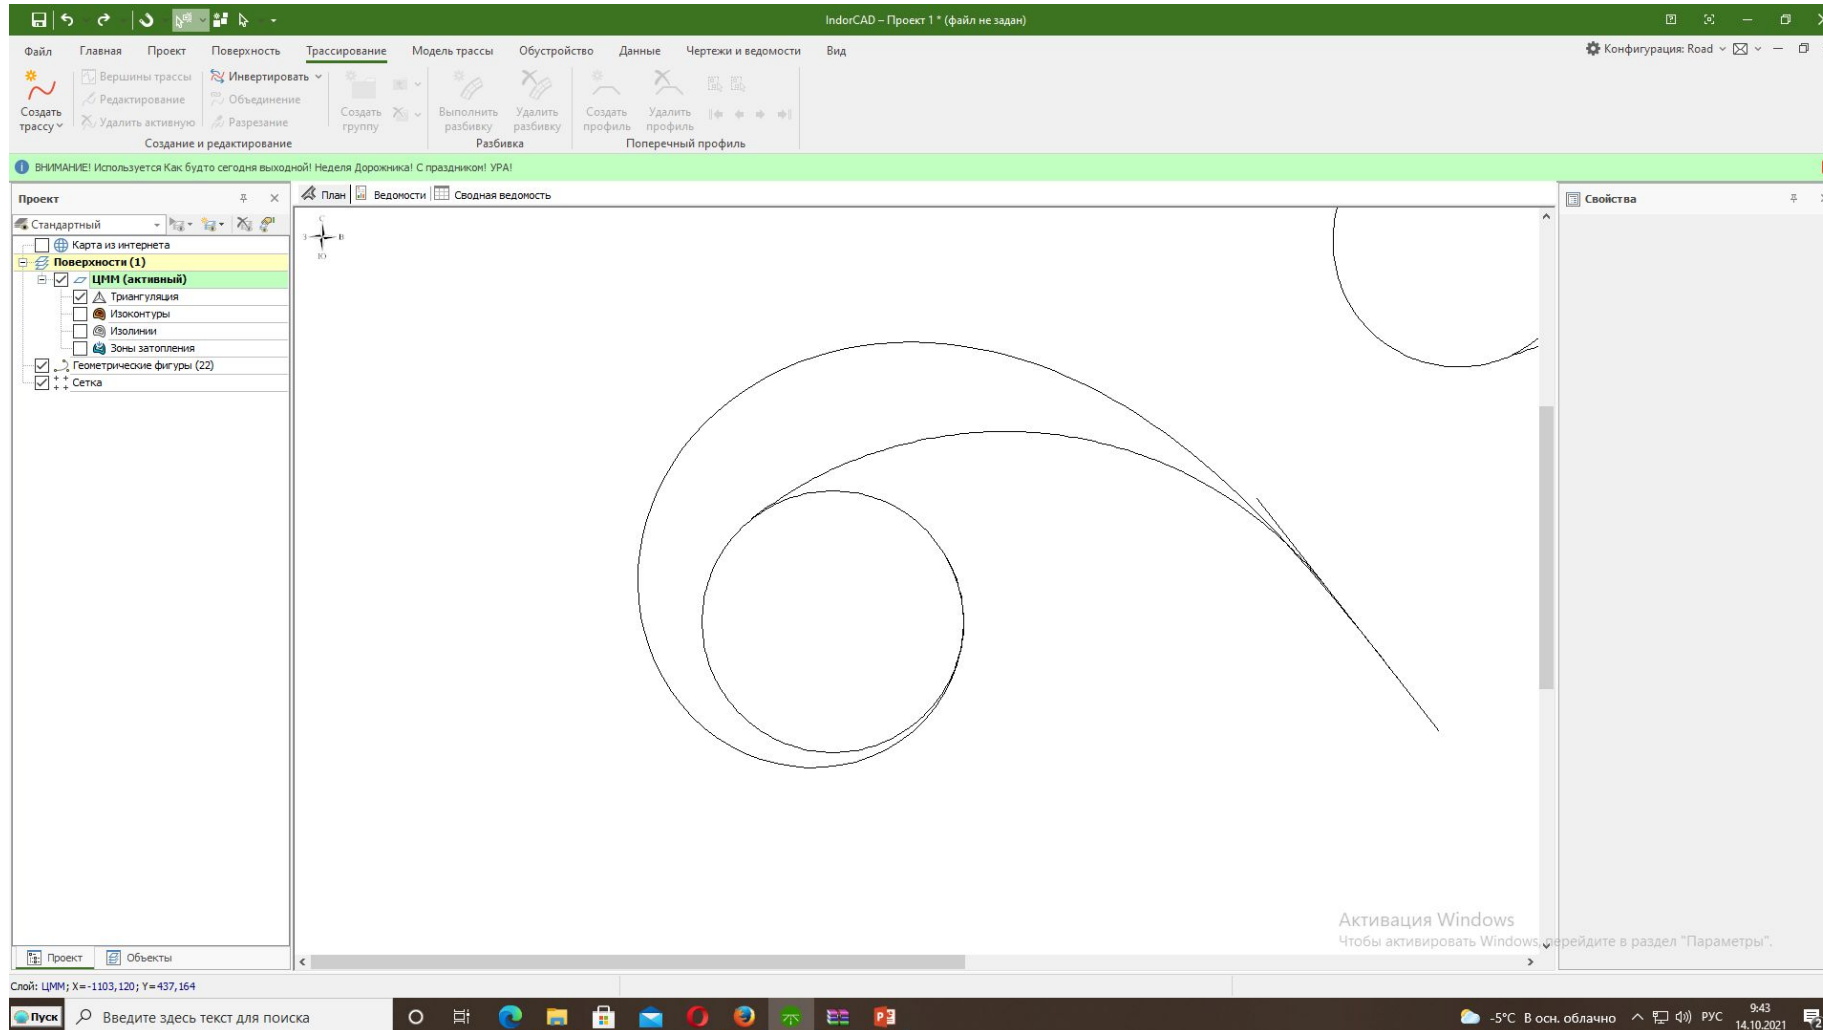 IndorCAD – Проект 1 * (файл не задан)
Файл Главная Проект Поверхность Трассирование Модель трассы Обустройство Данные Чертежи и ведомости Вид Конфигурация: Road
Создать трассу
Вершины трассы
Редактирование
Удалить активную
Инвертировать
Объединение
Разрезание
Создать группу
Выполнить разбивку
Удалить разбивку
Создать профиль
Удалить профиль
Создание и редактирование Разбивка Поперечный профиль
ВНИМАНИЕ! Используется Как будто сегодня выходной! Неделя Дорожника! С праздником! УРА!
Проект
План Ведомости Сводная ведомость
Свойства
Стандартный
Карта из интернета
Поверхности (1)
ЦММ (активный)
Триангуляция
Изоконтуры
Изолинии
Зоны затопления
Геометрические фигуры (22)
Сетка
С
З В
Ю
Активация Windows
Чтобы активировать Windows, перейдите в раздел "Параметры".
Проект Объекты
Слой: ЦММ; X=-1103,120; Y=437,164
Пуск Введите здесь текст для поиска -5°C В осн. облачно РУС 9:43
14.10.2021
2